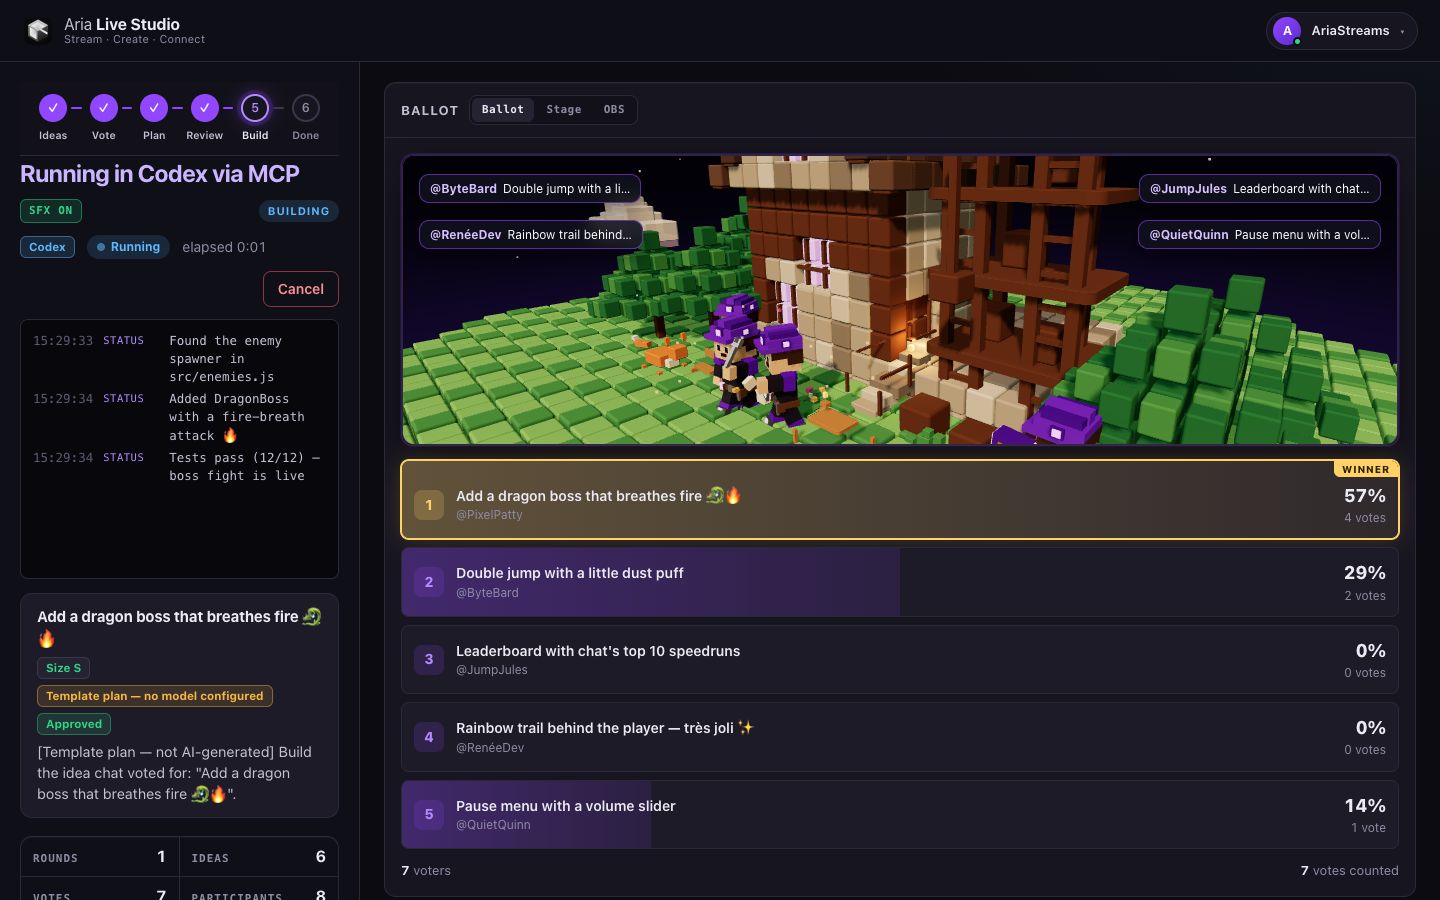 Aria Live Studio
Stream · Create · Connect
A AriaStreams
5 6
Ideas Vote Plan Review Build Done
Running in Codex via MCP
SFX ON BUILDING
Codex Running elapsed 0:01
Cancel
15:29:33 STATUS Found the enemy
spawner in
src/enemies.js
15:29:34 STATUS Added DragonBoss
with a fire-breath
attack 🔥
15:29:34 STATUS Tests pass (12/12) —
boss fight is live
Add a dragon boss that breathes fire 🐉
🔥
Size S
Template plan — no model configured
Approved
[Template plan — not AI-generated] Build
the idea chat voted for: "Add a dragon
boss that breathes fire 🐉🔥".
ROUNDS 1 IDEAS 6
VOTES 7 PARTICIPANTS 8
BALLOT Ballot Stage OBS
@ByteBard Double jump with a li...
@JumpJules Leaderboard with chat...
@RenéeDev Rainbow trail behind...
@QuietQuinn Pause menu with a vol...
WINNER
1 Add a dragon boss that breathes fire 🐉🔥 57%
@PixelPatty 4 votes
2 Double jump with a little dust puff 29%
@ByteBard 2 votes
3 Leaderboard with chat's top 10 speedruns 0%
@JumpJules 0 votes
4 Rainbow trail behind the player — très joli ✨ 0%
@RenéeDev 0 votes
5 Pause menu with a volume slider 14%
@QuietQuinn 1 vote
7 voters 7 votes counted